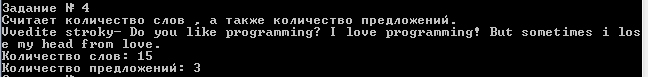 Задание № 4
Считает количество слов , а также количество предложений.
Vvedite stroky- Do you like programming? I love programming! But sometimes i los
e my head from love.
Количество слов: 15
Количество предложений: 3